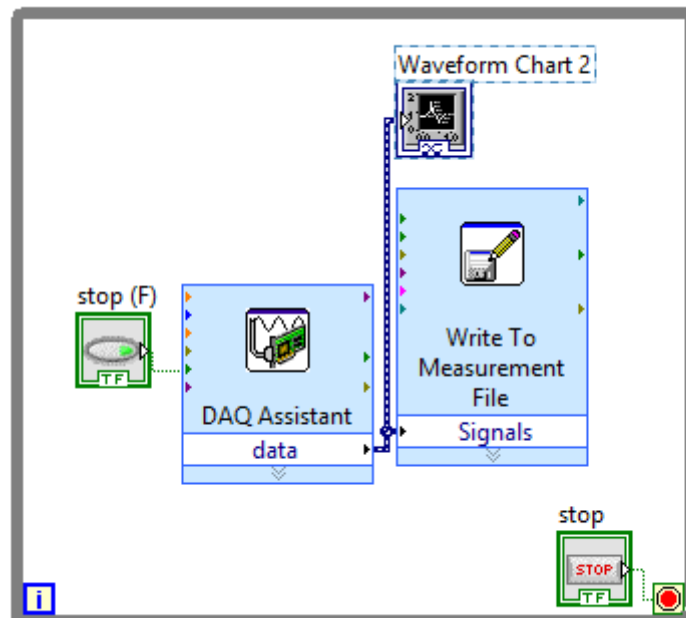 Waveform Chart 2
stop (F)
TF
DAQ Assistant
data
Write To
Measurement
File
Signals
stop
STOP
TF
i